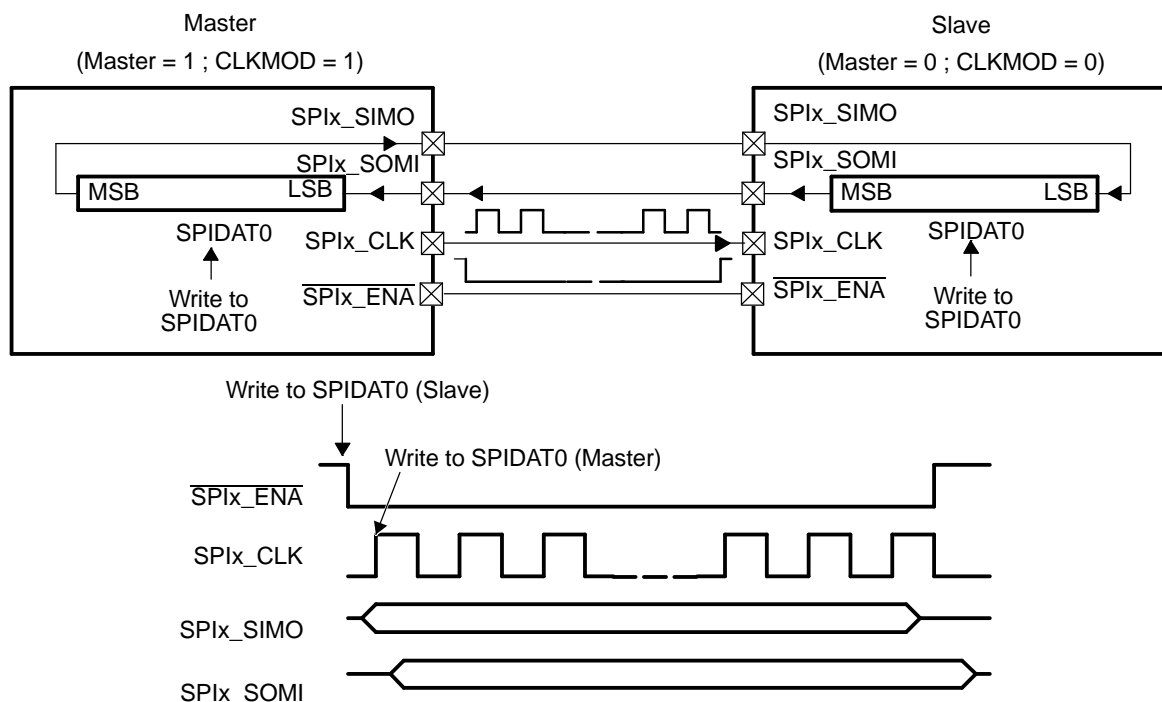 Master
(Master = 1 ; CLKMOD = 1)
Slave
(Master = 0 ; CLKMOD = 0)
SPIx_SIMO
SPIx_SOMI
MSB LSB
SPIDAT0
Write to
SPIDAT0
SPIx_CLK
SPIx_ENA
SPIx_SIMO
SPIx_SOMI
MSB LSB
SPIx_CLK
SPIDAT0
SPIx_ENA
Write to
SPIDAT0
Write to SPIDAT0 (Slave)
Write to SPIDAT0 (Master)
SPIx_ENA
SPIx_CLK
SPIx_SIMO
SPIx_SOMI